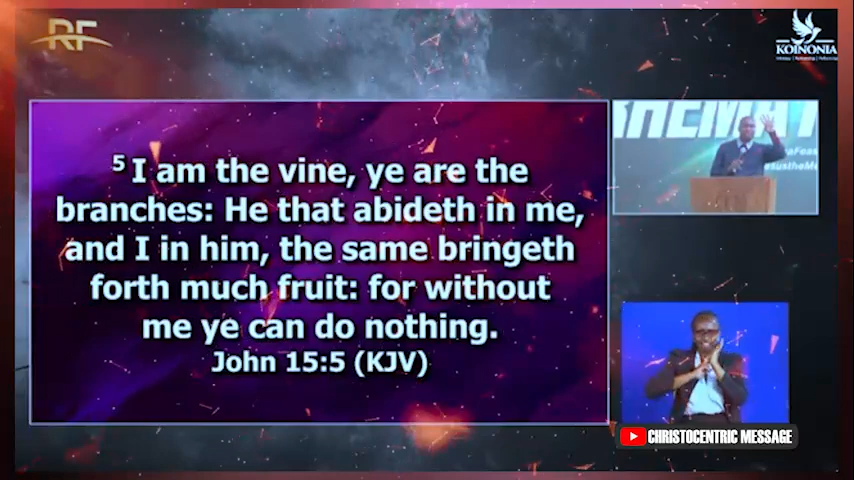 RF
KOINONIA
5 I am the vine, ye are the
branches: He that abideth in me,
and I in him, the same bringeth
forth much fruit: for without
me ye can do nothing.
John 15:5 (KJV)
CHRISTOCENTRIC MESSAGE